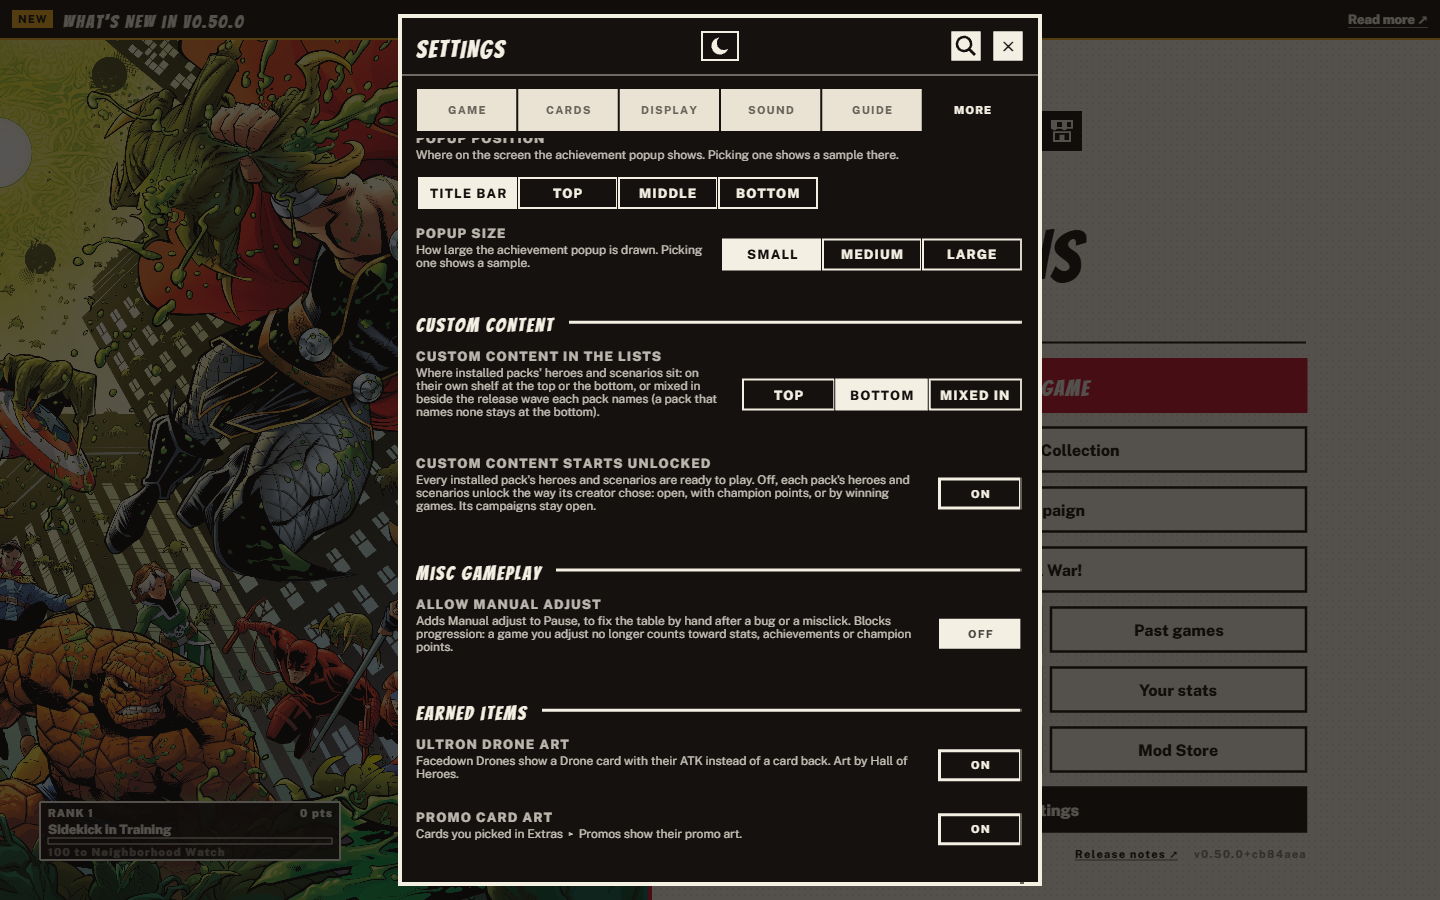 NEW WHAT'S NEW IN V0.50.0
Read more ↗
SETTINGS
GAME
CARDS
DISPLAY
SOUND
GUIDE
MORE
POPUP POSITION
Where on the screen the achievement popup shows. Picking one shows a sample there.
TITLE BAR
TOP
MIDDLE
BOTTOM
POPUP SIZE
How large the achievement popup is drawn. Picking
one shows a sample.
SMALL
MEDIUM
LARGE
CUSTOM CONTENT
CUSTOM CONTENT IN THE LISTS
Where installed packs' heroes and scenarios sit: on
their own shelf at the top or the bottom, or mixed in
beside the release wave each pack names (a pack that
names none stays at the bottom).
TOP
BOTTOM
MIXED IN
CUSTOM CONTENT STARTS UNLOCKED
Every installed pack's heroes and scenarios are ready to play. Off, each pack's heroes and
scenarios unlock the way its creator chose: open, with champion points, or by winning
games. Its campaigns stay open.
ON
MISC GAMEPLAY
ALLOW MANUAL ADJUST
Adds Manual adjust to Pause, to fix the table by hand after a bug or a misclick. Blocks
progression: a game you adjust no longer counts toward stats, achievements or champion
points.
OFF
EARNED ITEMS
ULTRON DRONE ART
Facedown Drones show a Drone card with their ATK instead of a card back. Art by Hall of
Heroes.
ON
PROMO CARD ART
Cards you picked in Extras ▸ Promos show their promo art.
ON
RANK 1
0 pts
Sidekick In Training
100 to Neighborhood Watch
NS
GAME
Collection
paign
War!
Past games
Your stats
Mod Store
tings
Release notes ↗
v0.50.0+cb84aea